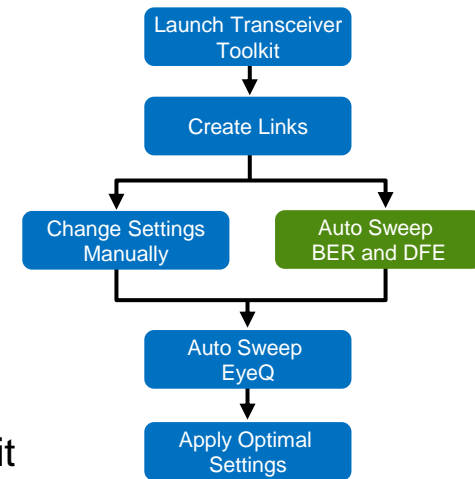 Launch Transceiver
Toolkit
Create Links
Change Settings
Manually
Auto Sweep
BER and DFE
Auto Sweep
EyeQ
it
Apply Optimal
Settings